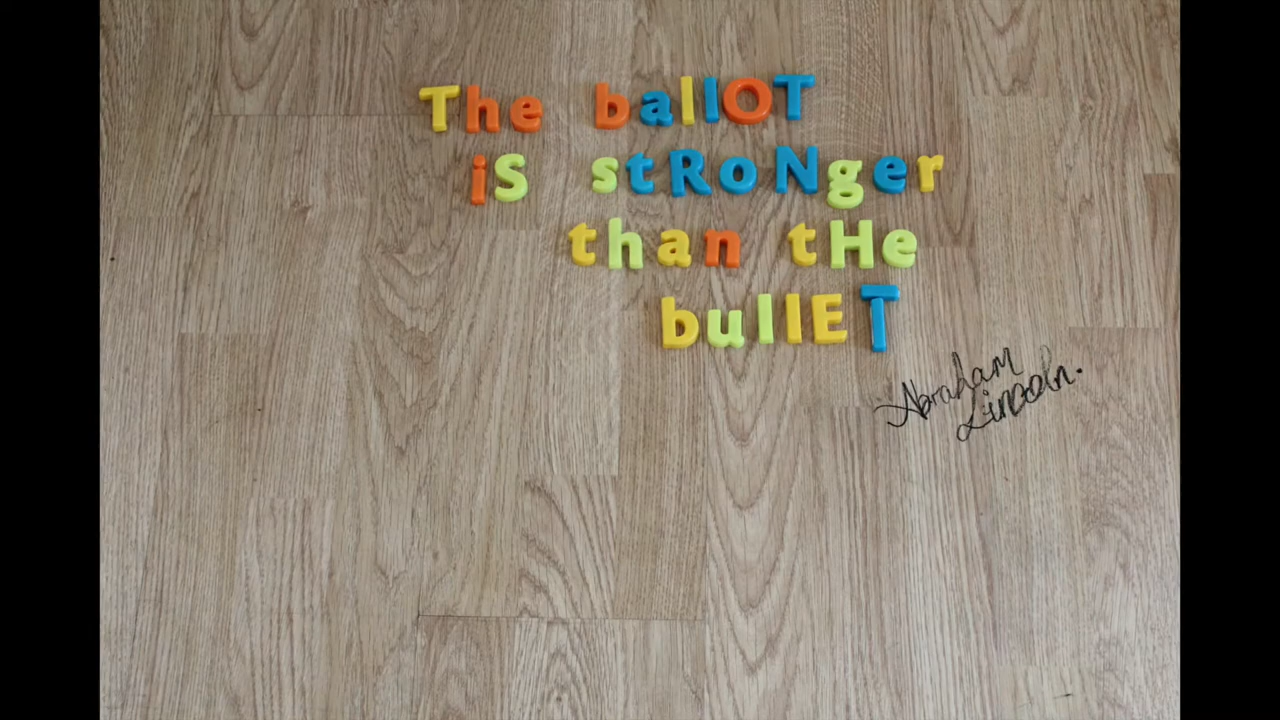 The ballOT
iS stRoNger
than tHe
bullET
Abraham
Lincoln.